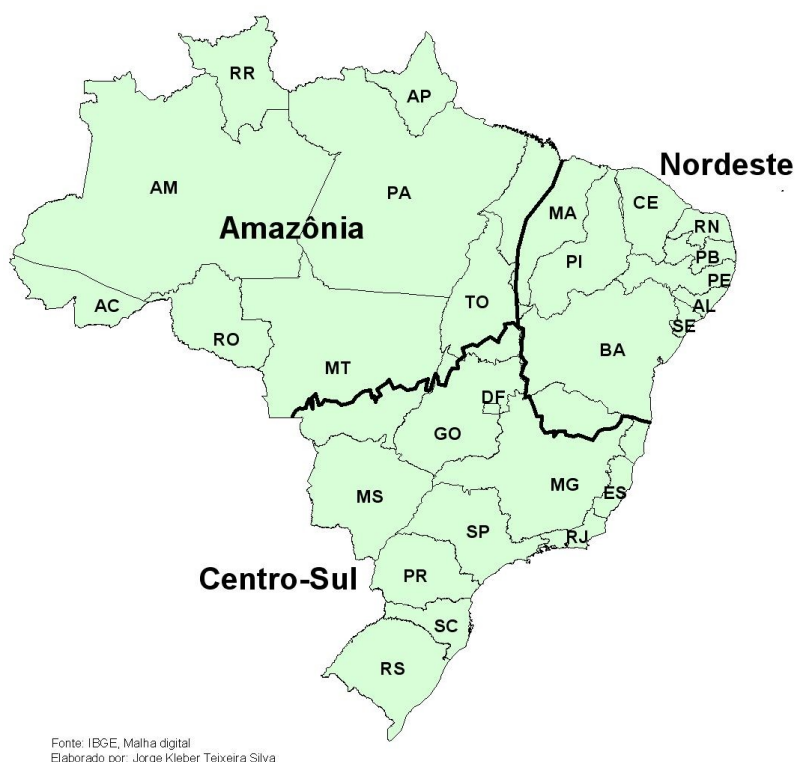 RR
AP
Nordeste
AM
PA
CE
MA
RN
Amazônia
PB
PI
PE
TO
AL
AC
SE
RO
BA
MT
DF
GO
MG
ES
MS
SP
RJ
Centro-Sul
PR
SC
RS
Fonte: IBGE, Malha digital
Elaborado por: Jorge Kleber Teixeira Silva